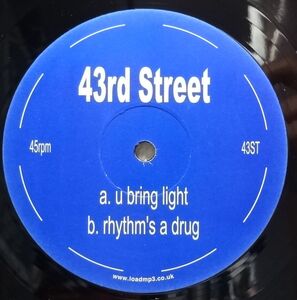 43rd Street
45rpm
43ST
a. u bring light
b. rhythm's a drug
www.loadmp3.co.uk